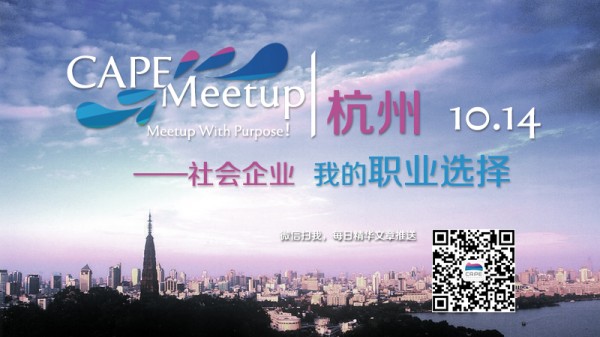 CAPE
Meetup
Meetup With Purpose!
杭州 10.14
——社会企业 我的职业选择
微信扫我,每日精华文章推送
CAPE